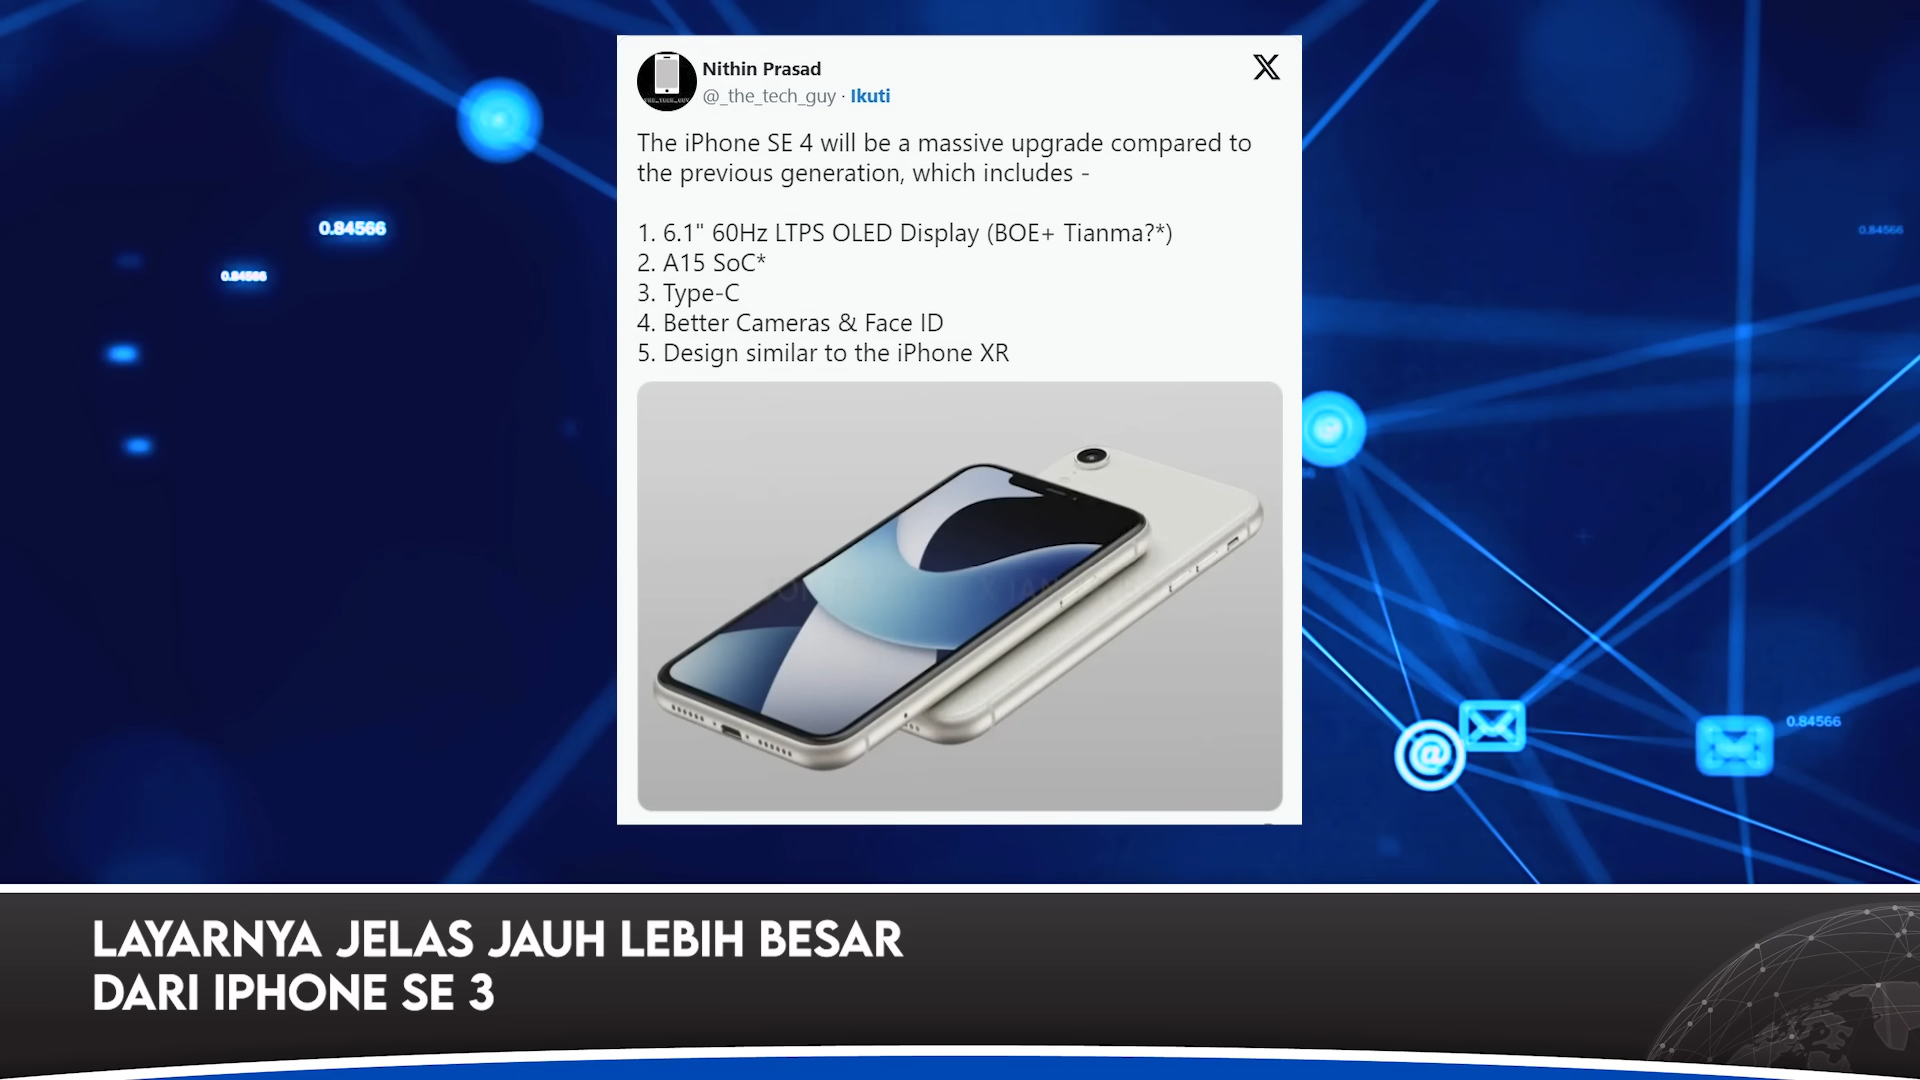 Nithin Prasad
@_the_tech_guy · Ikuti
The iPhone SE 4 will be a massive upgrade compared to
the previous generation, which includes -
1. 6.1" 60Hz LTPS OLED Display (BOE+ Tianma?*)
2. A15 SoC*
3. Type-C
4. Better Cameras & Face ID
5. Design similar to the iPhone XR
0.84566
0.84566
0.84566
0.84566
LAYARNYA JELAS JAUH LEBIH BESAR
DARI IPHONE SE 3